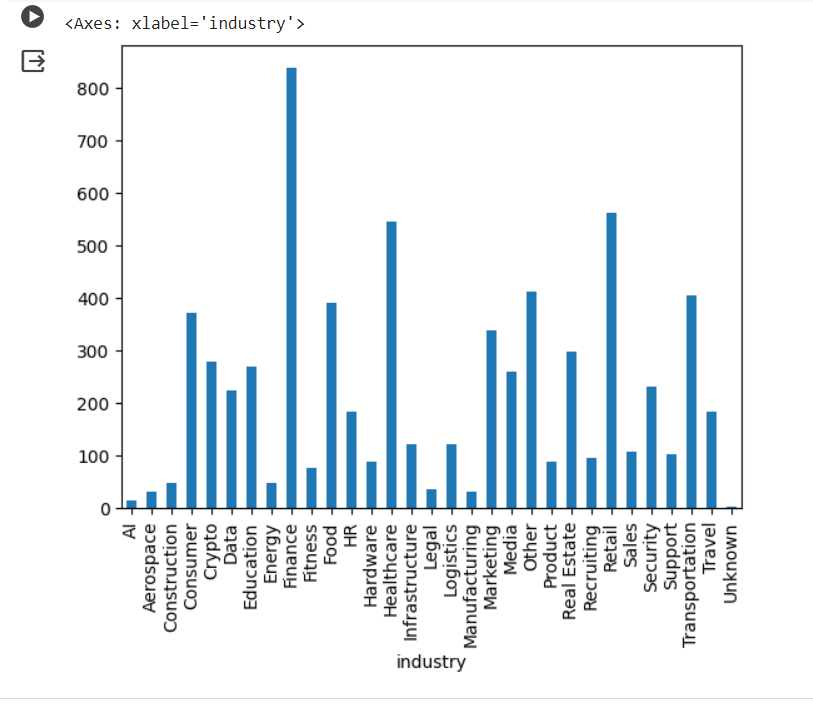 <Axes: xlabel='industry'>
800
700
600
500
400
300
200
100
0
AI
Aerospace
Construction
Consumer
Crypto
Data
Education
Energy
Finance
Fitness
Food
HR
Hardware
Healthcare
Infrastructure
Legal
Logistics
Manufacturing
Marketing
Media
Other
Product
Real Estate
Recruiting
Retail
Sales
Security
Support
Transportation
Travel
Unknown
industry